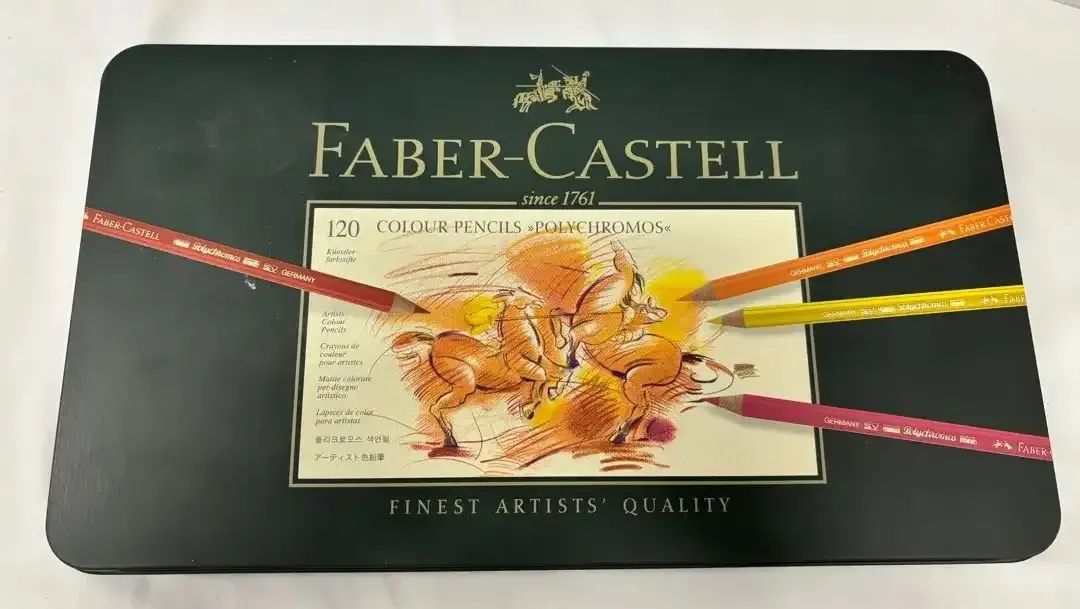 FABER-CASTELL
since 1761
120 COLOUR PENCILS »POLYCHROMOS«
Künstler-
farbstifte
Artists'
Colour
Pencils
Crayons de
couleur
pour artistes
Matite colorate
per disegno
artistico
Lápices de color
para artistas
폴리크로모스 색연필
アーティスト色鉛筆
FABER-CASTELL Polychromos GERMANY
GERMANY Polychromos FABER-CAST
GERMANY Polychromos FABER
GERMANY Polychromos FABER-
FINEST ARTISTS' QUALITY